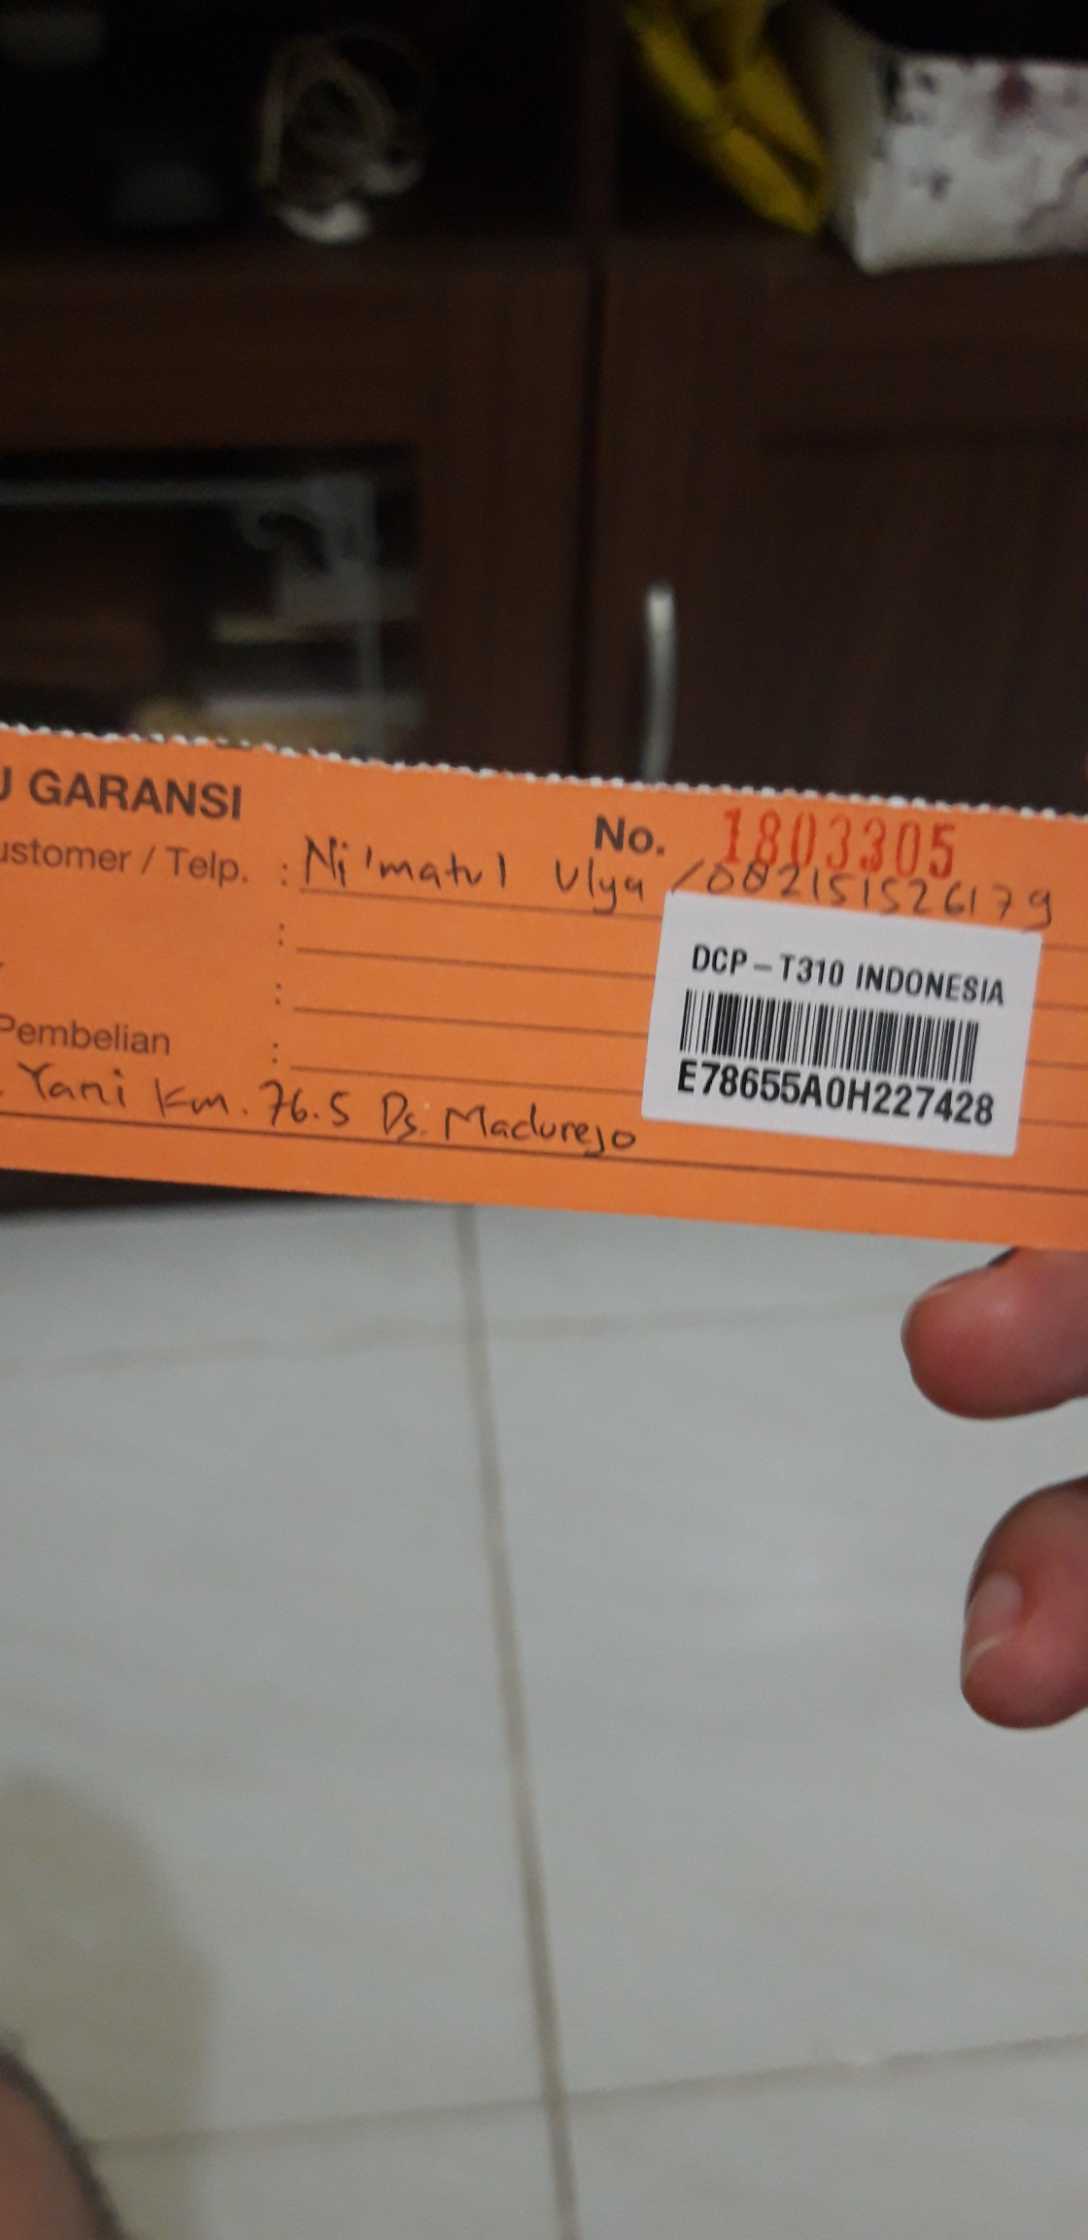 GARANSI No. 1803305
ustomer / Telp. : Ni'matul Ulya / 082151526179
:
DCP-T310 INDONESIA
:
Pembelian :
E78655A0H227428
. Yani Km. 76.5 Ds. Madurejo